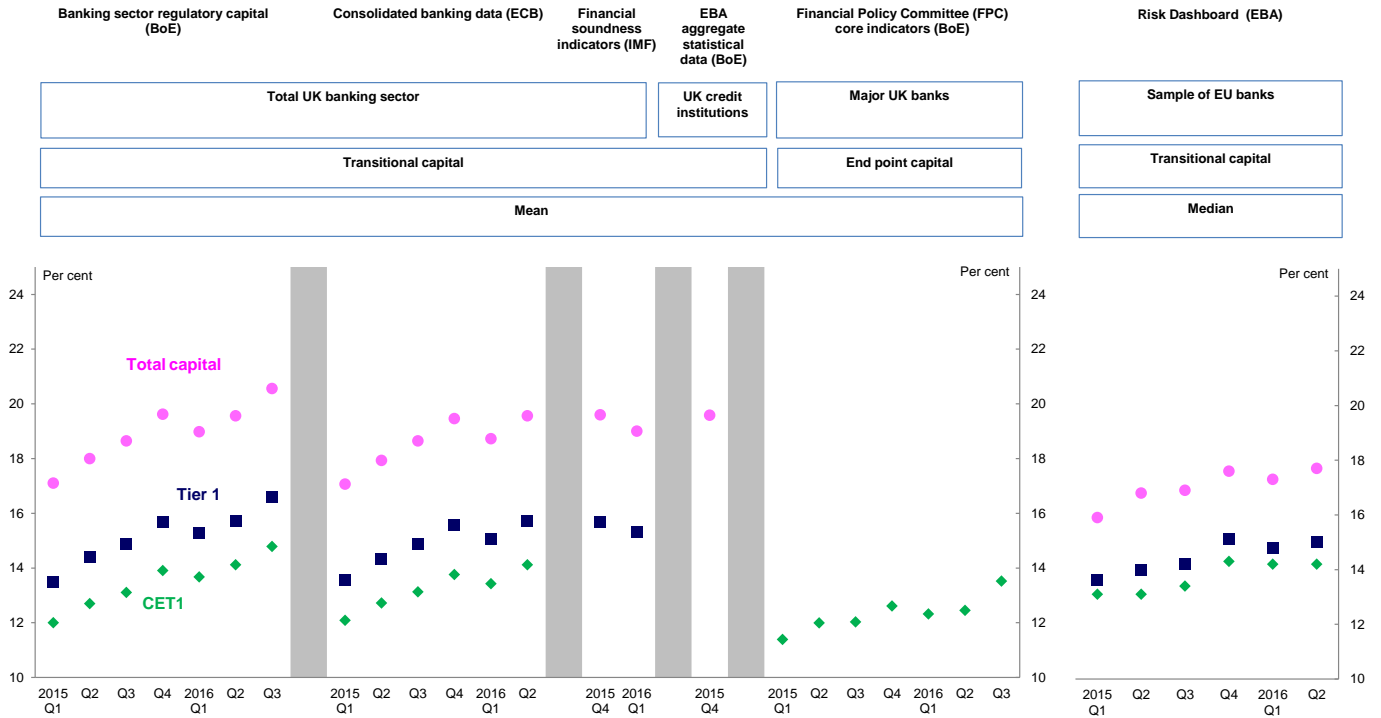 Banking sector regulatory capital
(BoE)
Consolidated banking data (ECB)
Financial
soundness
indicators (IMF)
EBA
aggregate
statistical
data (BoE)
Financial Policy Committee (FPC)
core indicators (BoE)
Risk Dashboard (EBA)
Total UK banking sector
UK credit
institutions
Major UK banks
Sample of EU banks
Transitional capital
End point capital
Transitional capital
Mean
Median
Per cent
Per cent
Per cent
24
22
20
18
16
14
12
10
Total capital
Tier 1
CET1
24
22
20
18
16
14
12
10
24
22
20
18
16
14
12
10
2015 Q2 Q3 Q4 2016 Q2 Q3
Q1 Q1
2015 Q2 Q3 Q4 2016 Q2
Q1 Q1
2015 2016
Q4 Q1
2015
Q4
2015 Q2 Q3 Q4 2016 Q2 Q3
Q1 Q1
2015 Q2 Q3 Q4 2016 Q2
Q1 Q1